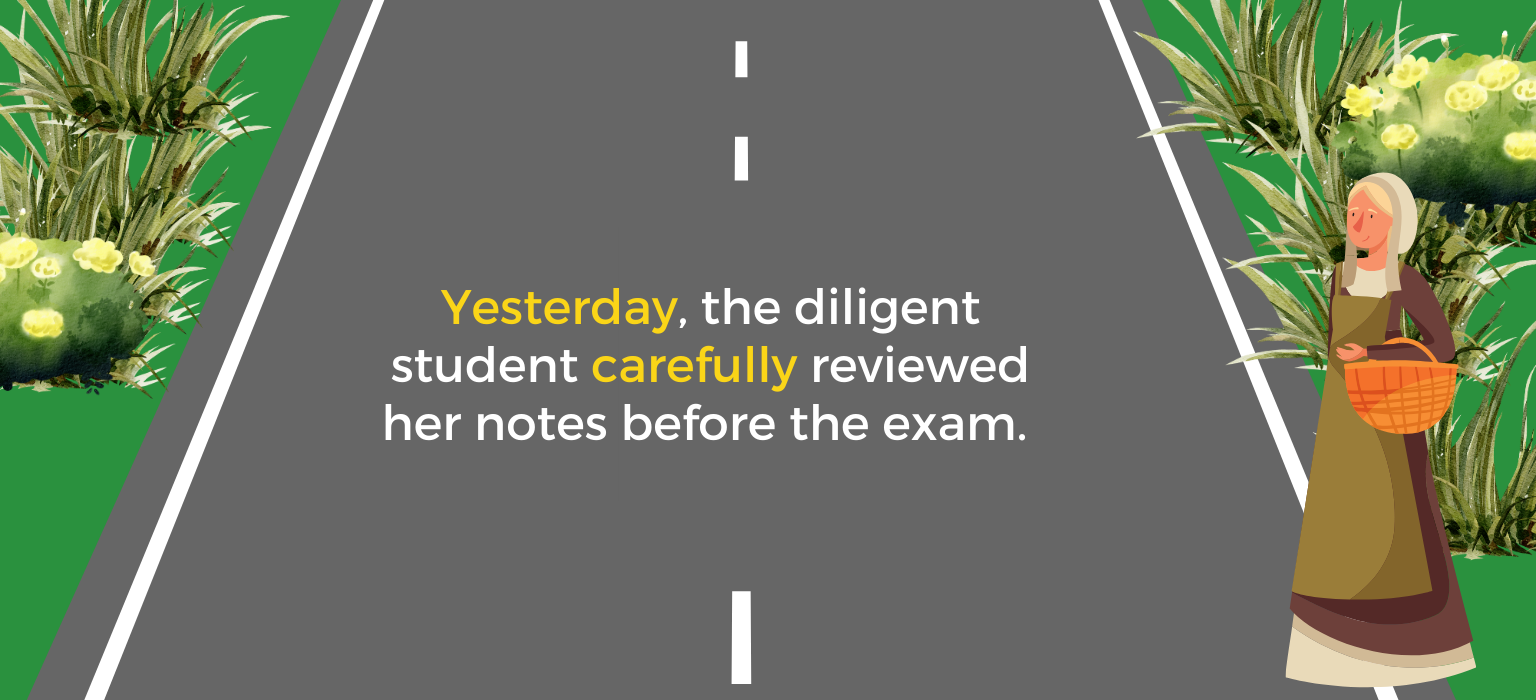 Yesterday, the diligent
student carefully reviewed
her notes before the exam.